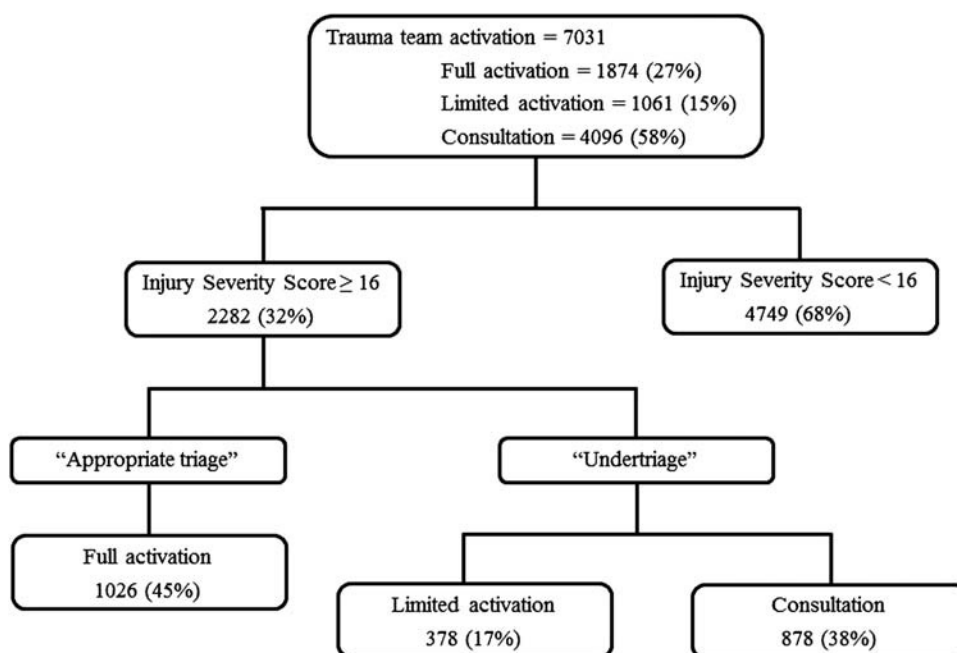 Trauma team activation = 7031
Full activation = 1874 (27%)
Limited activation = 1061 (15%)
Consultation = 4096 (58%)
Injury Severity Score ≥ 16
2282 (32%)
Injury Severity Score < 16
4749 (68%)
“Appropriate triage”
“Undertriage”
Full activation
1026 (45%)
Limited activation
378 (17%)
Consultation
878 (38%)